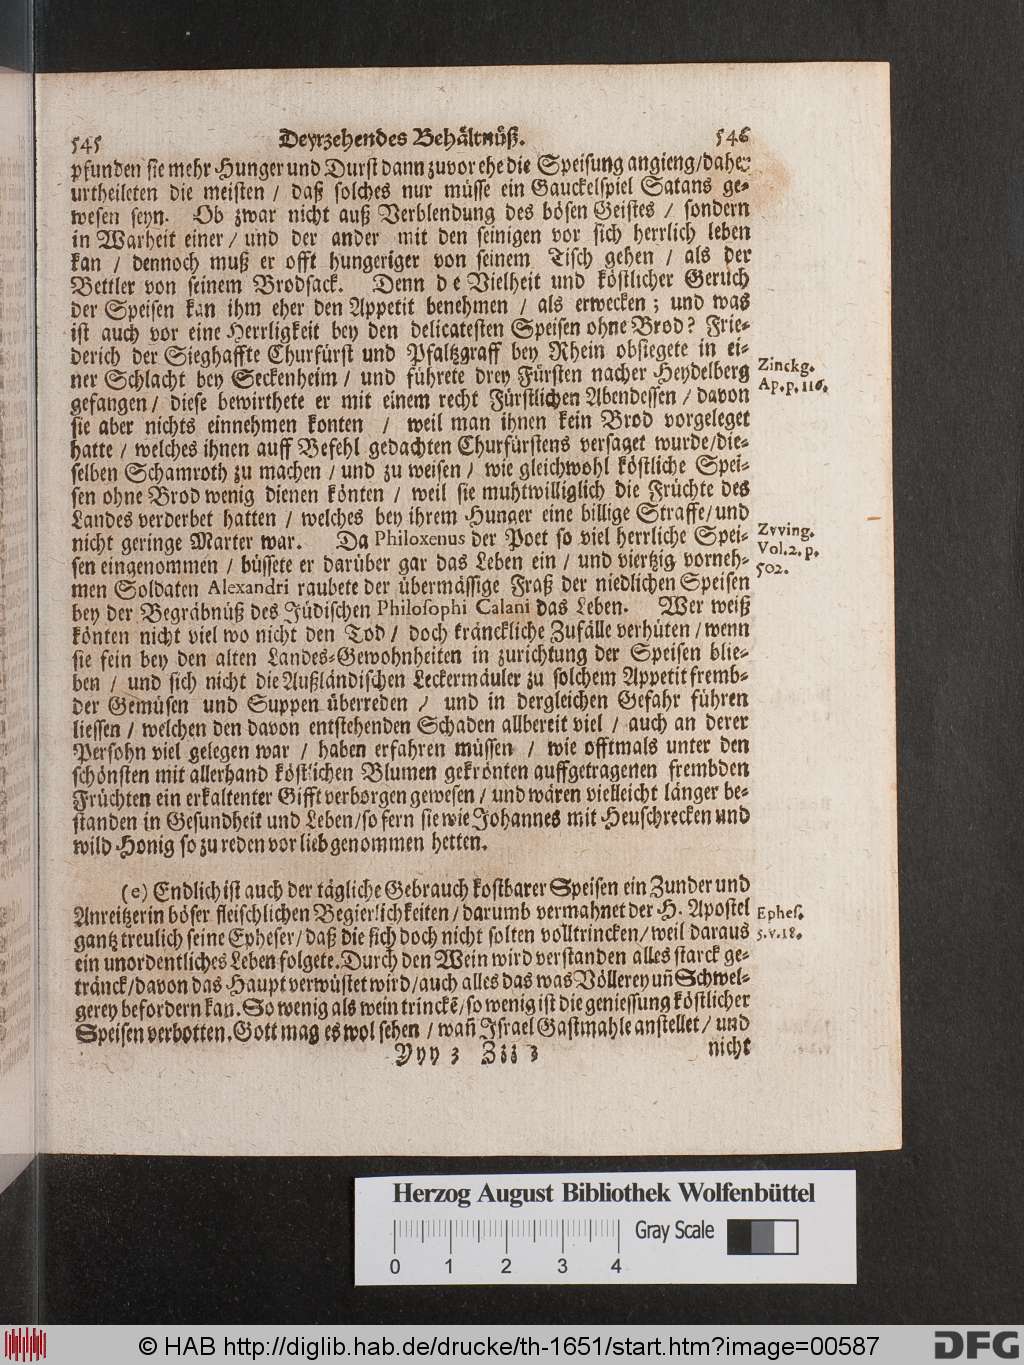 545 Deyrzehendes Behältnüß. 546
pfunden sie mehr Hunger und Durst dann zuvor ehe die Speisung angieng/daher
urtheileten die meisten / daß solches nur müsse ein Gauckelspiel Satans ge-
wesen seyn. Ob zwar nicht auß Verblendung des bösen Geistes / sondern
in Warheit einer / und der ander mit den seinigen vor sich herrlich leben
kan / dennoch muß er offt hungeriger von seinem Tisch gehen / als der
Bettler von seinem Brodsack. Denn d e Vielheit und köstlicher Geruch
der Speisen kan ihm eher den Appetit benehmen / als erwecken; und was
ist auch vor eine Herrligkeit bey den delicatesten Speisen ohne Brod? Frie-
derich der Sieghaffte Churfürst und Pfaltzgraff bey Rhein obsiegete in ei-
ner Schlacht bey Seckenheim / und führete drey Fürsten nacher Heydelberg
gefangen / diese bewirthete er mit einem recht Fürstlichen Abendessen / davon
sie aber nichts einnehmen konten / weil man ihnen kein Brod vorgeleget
hatte / welches ihnen auff Befehl gedachten Churfürstens versaget wurde/die-
selben Schamroth zu machen / und zu weisen / wie gleichwohl köstliche Spei-
sen ohne Brod wenig dienen könten / weil sie muhtwilliglich die Früchte des
Landes verderbet hatten / welches bey ihrem Hunger eine billige Straffe/und
nicht geringe Marter war. Da Philoxenus der Poet so viel herrliche Spei-
sen eingenommen / büssete er darüber gar das Leben ein / und viertzig vorneh-
men Soldaten Alexandri raubete der übermässige Fraß der niedlichen Speisen
bey der Begräbnüß des Jüdischen Philosophi Calani das Leben. Wer weiß
könten nicht viel wo nicht den Tod / doch kränckliche Zufälle verhüten / wenn
sie fein bey den alten Landes-Gewohnheiten in zurichtung der Speisen blie-
ben / und sich nicht die Außländischen Leckermäuler zu solchem Appetit fremb-
der Gemüsen und Suppen überreden / und in dergleichen Gefahr führen
liessen / welchen den davon entstehenden Schaden allbereit viel / auch an derer
Persohn viel gelegen war / haben erfahren müssen / wie offtmals unter den
schönsten mit allerhand köstlichen Blumen gekrönten auffgetragenen frembden
Früchten ein erkaltenter Gifft verborgen gewesen / und wären vielleicht länger be-
standen in Gesundheit und Leben/so fern sie wie Johannes mit Heuschrecken und
wild Honig so zu reden vor lieb genommen hetten.
Zinckg.
Ap.p.116.
Zvving.
Vol.2. p.
502.
(e) Endlich ist auch der tägliche Gebrauch kostbarer Speisen ein Zunder und
Anreitzerin böser fleischlichen Begierlichkeiten / darumb vermahnet der H. Apostel
gantz treulich seine Epheser/daß die sich doch nicht solten volltrincken/weil daraus
ein unordentliches Leben folgete. Durch den Wein wird verstanden alles starck ge-
tränck/davon das Haupt verwüstet wird/auch alles das was Völlerey uñ Schwel-
gerey befordern kan. So wenig als wein trinckẽ/so wenig ist die geniessung köstlicher
Speisen verbotten. Gott mag es wol sehen / wañ Israel Gastmahle anstellet / und
Ephes.
5.v.18.
Yyy 3 Zzz 3 nicht
Herzog August Bibliothek Wolfenbüttel
Gray Scale
0 1 2 3 4
© HAB http://diglib.hab.de/drucke/th-1651/start.htm?image=00587
DFG